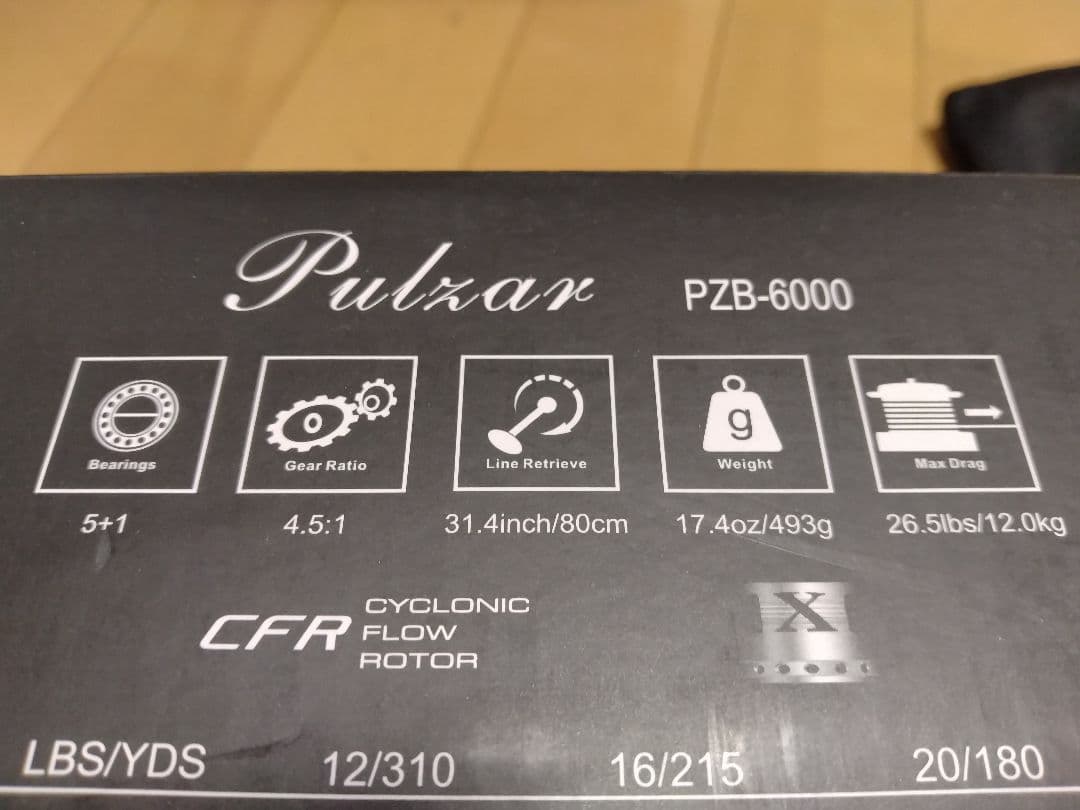 Pulzar PZB-6000
Bearings Gear Ratio Line Retrieve g Weight Max Drag
5+1 4.5:1 31.4inch/80cm 17.4oz/493g 26.5lbs/12.0kg
CFR CYCLONIC
FLOW
ROTOR
X
LBS/YDS 12/310 16/215 20/180